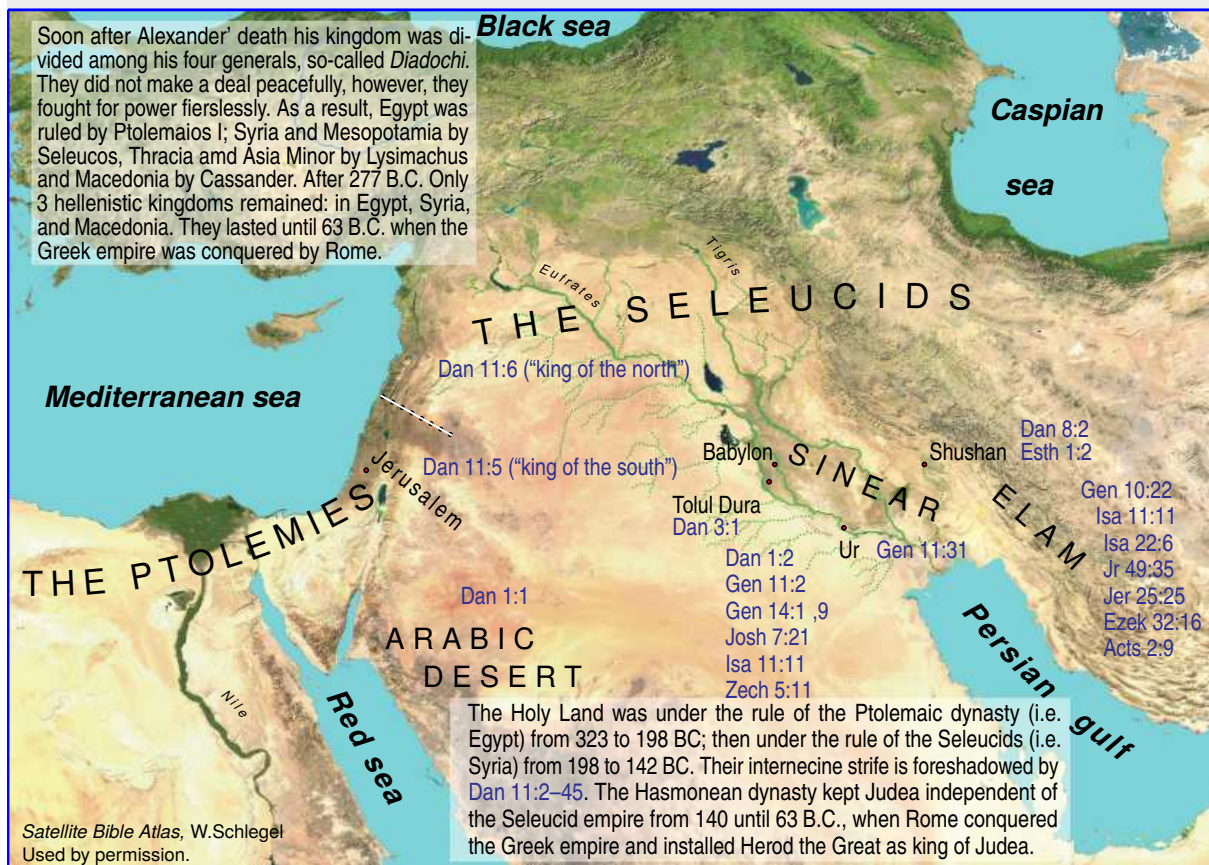 Soon after Alexander' death his kingdom was di-
vided among his four generals, so-called Diadochi.
They did not make a deal peacefully, however, they
fought for power fierslessly. As a result, Egypt was
ruled by Ptolemaios I; Syria and Mesopotamia by
Seleucos, Thracia amd Asia Minor by Lysimachus
and Macedonia by Cassander. After 277 B.C. Only
3 hellenistic kingdoms remained: in Egypt, Syria,
and Macedonia. They lasted until 63 B.C. when the
Greek empire was conquered by Rome.
Black sea
Caspian
sea
Tigris
Eufrates
THE SELEUCIDS
Dan 11:6 ("king of the north")
Mediterranean sea
Jerusalem
Dan 11:5 ("king of the south")
Babylon
SINEAR
Shushan
Dan 8:2
Esth 1:2
Tolul Dura
Dan 3:1
Ur
Gen 11:31
ELAM
Gen 10:22
Isa 11:11
Isa 22:6
Jr 49:35
Jer 25:25
Ezek 32:16
Acts 2:9
THE PTOLEMIES
Dan 1:1
Dan 1:2
Gen 11:2
Gen 14:1 ,9
Josh 7:21
Isa 11:11
Zech 5:11
ARABIC
DESERT
Nile
Red sea
Persian gulf
The Holy Land was under the rule of the Ptolemaic dynasty (i.e.
Egypt) from 323 to 198 BC; then under the rule of the Seleucids (i.e.
Syria) from 198 to 142 BC. Their internecine strife is foreshadowed by
Dan 11:2–45. The Hasmonean dynasty kept Judea independent of
the Seleucid empire from 140 until 63 B.C., when Rome conquered
the Greek empire and installed Herod the Great as king of Judea.
Satellite Bible Atlas, W.Schlegel
Used by permission.